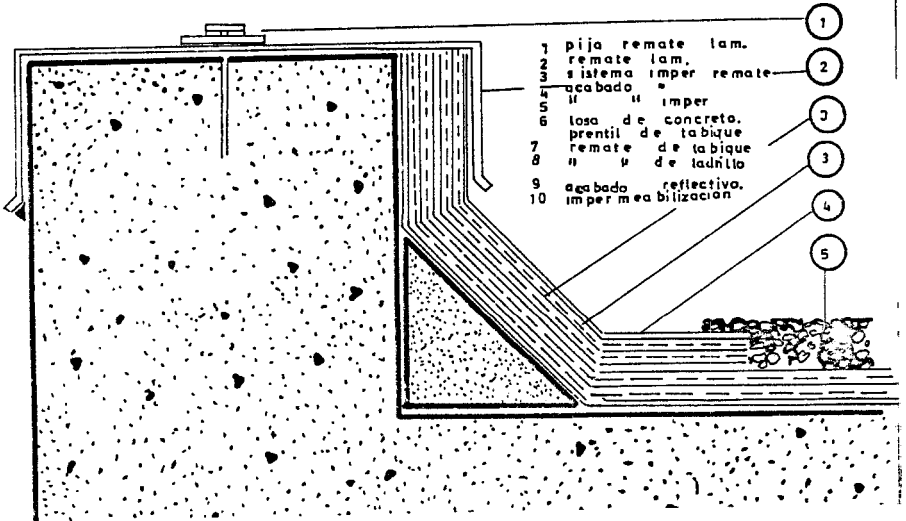 1
1 pija remate lam.
2 remate lam.
3 sistema imper remate
2
4 acabado "
5 " " imper
6 losa de concreto.
prentil de tabique
3
7 remate de tabique
8 " " de ladrillo
3
9 acabado reflectivo.
10 impermeabilización
4
5